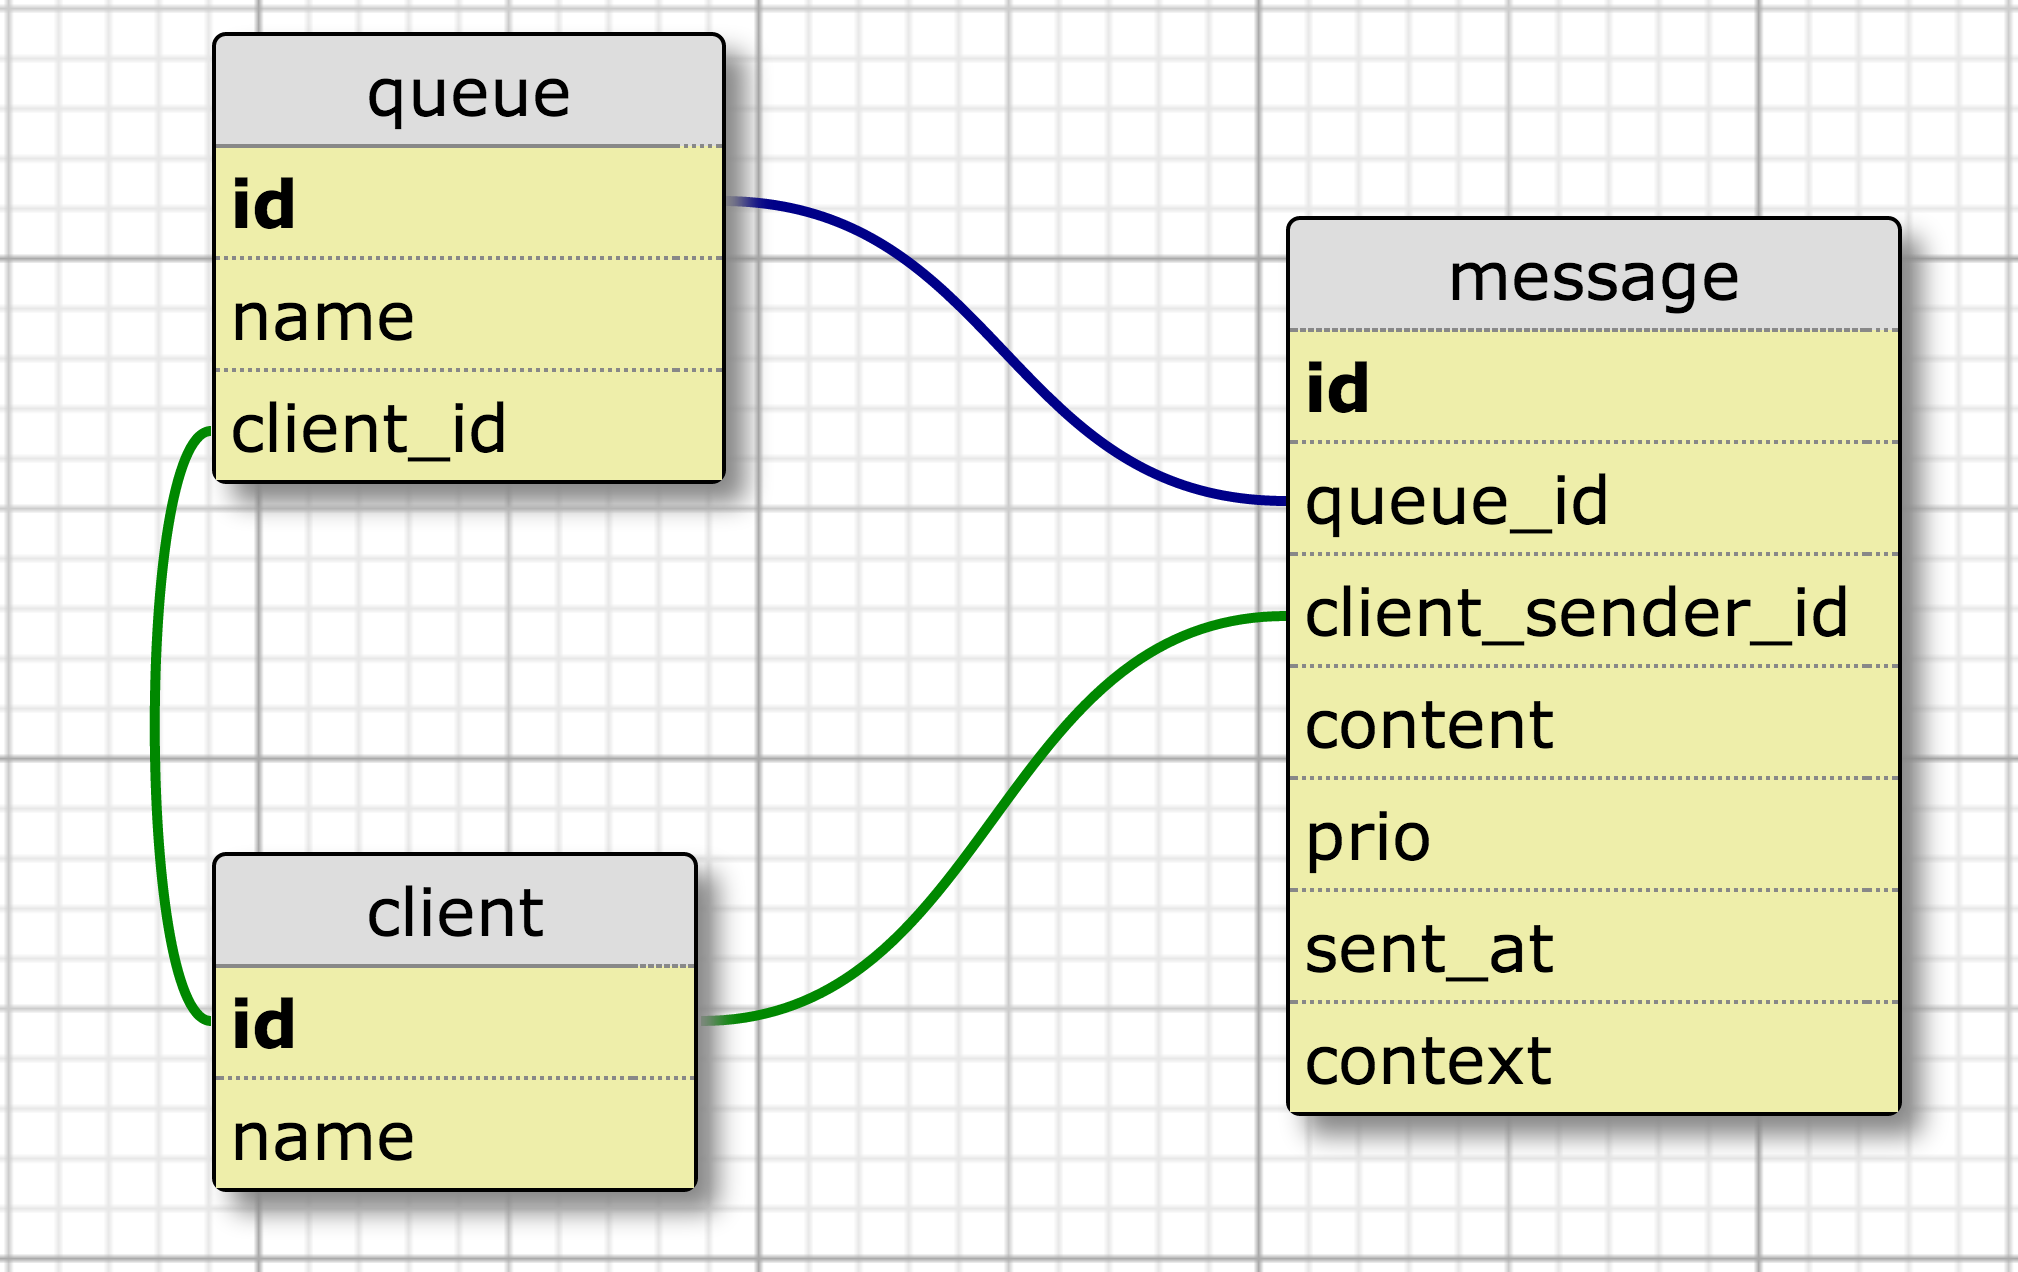 queue
id
name
client_id
message
id
queue_id
client_sender_id
content
prio
sent_at
context
client
id
name